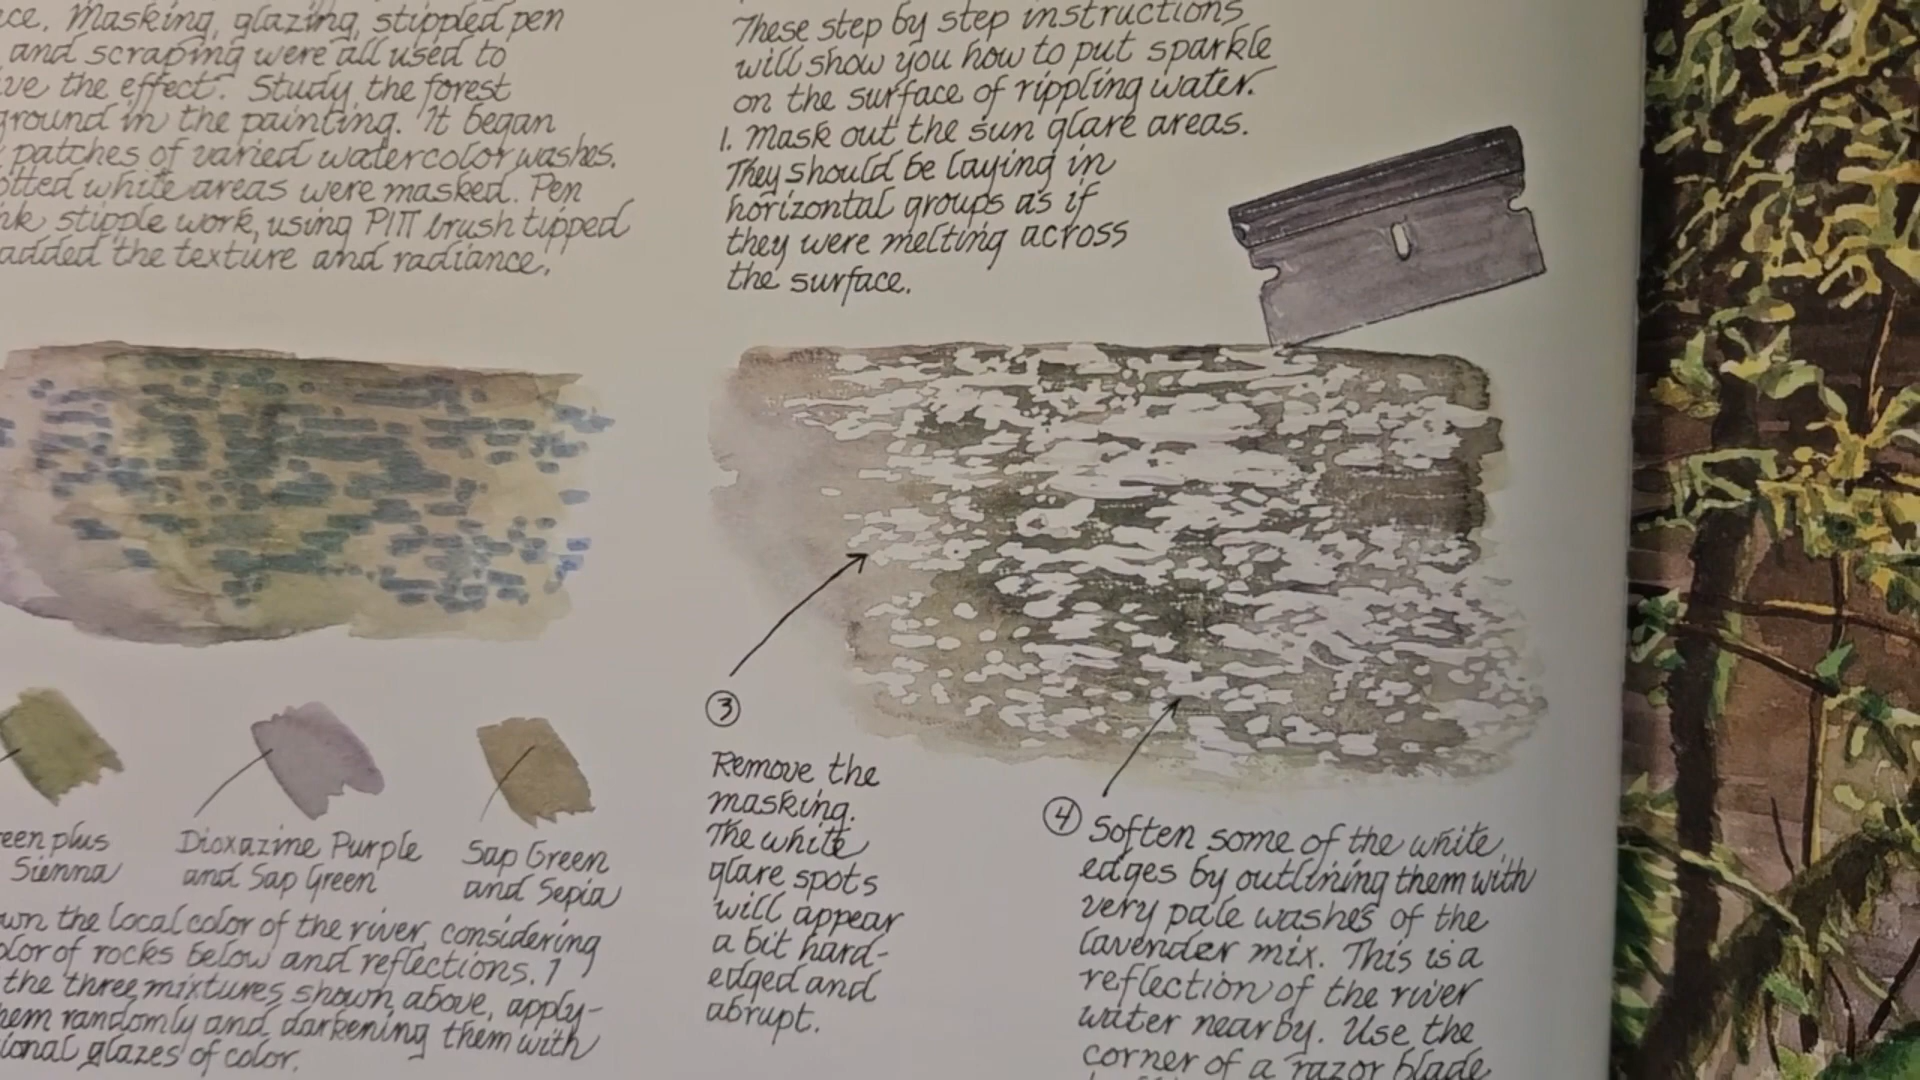 ce. Masking, glazing, stippled pen
and scraping were all used to
ve the effect. Study the forest
ground in the painting. It began
patches of varied watercolor washes.
otted white areas were masked. Pen
nk stipple work, using PITT brush tipped
added the texture and radiance.
These step by step instructions
will show you how to put sparkle
on the surface of rippling water.
1. Mask out the sun glare areas.
They should be laying in
horizontal groups as if
they were melting across
the surface.
een plus
Sienna
Dioxazine Purple
and Sap Green
Sap Green
and Sepia
wn the local color of the river, considering
olor of rocks below and reflections. I
the three mixtures shown above, apply-
hem randomly and darkening them with
ional glazes of color.
3
Remove the
masking.
The white
glare spots
will appear
a bit hard-
edged and
abrupt.
4 Soften some of the white
edges by outlining them with
very pale washes of the
lavender mix. This is a
reflection of the river
water nearby. Use the
corner of a razor blade